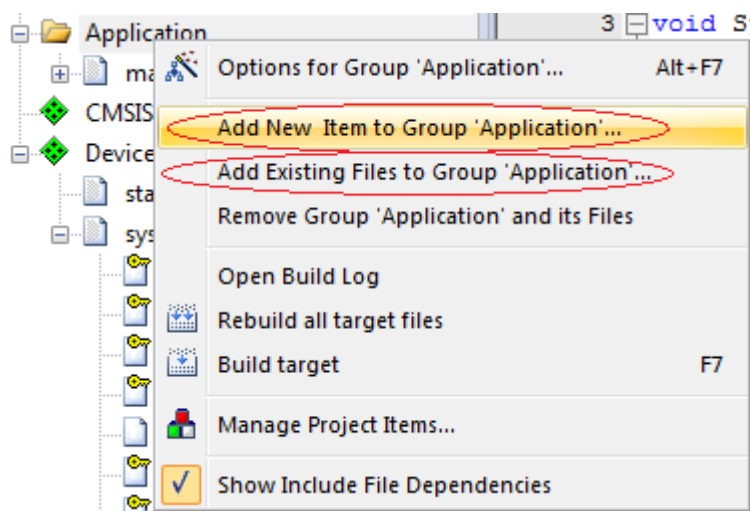 Application
3 void S
ma
Options for Group 'Application'... Alt+F7
CMSIS
Add New Item to Group 'Application'...
Device
Add Existing Files to Group 'Application'...
sta
Remove Group 'Application' and its Files
sys
Open Build Log
Rebuild all target files
Build target F7
Manage Project Items...
Show Include File Dependencies